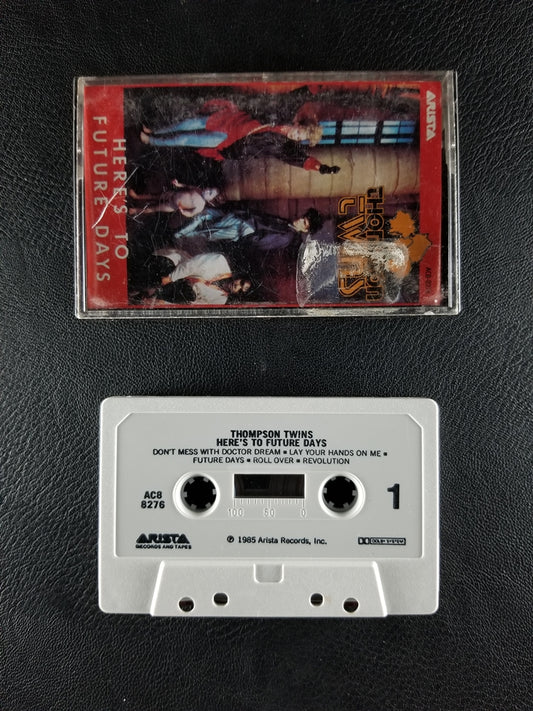 ARISTA
HERE'S TO
FUTURE DAYS
THOMPSON TWINS
HERE'S TO FUTURE DAYS
DON'T MESS WITH DOCTOR DREAM ■ LAY YOUR HANDS ON ME ■
FUTURE DAYS ■ ROLL OVER ■ REVOLUTION
AC8
8276
100 50 0
1
ARISTA
RECORDS AND TAPES
℗ 1985 Arista Records, Inc.